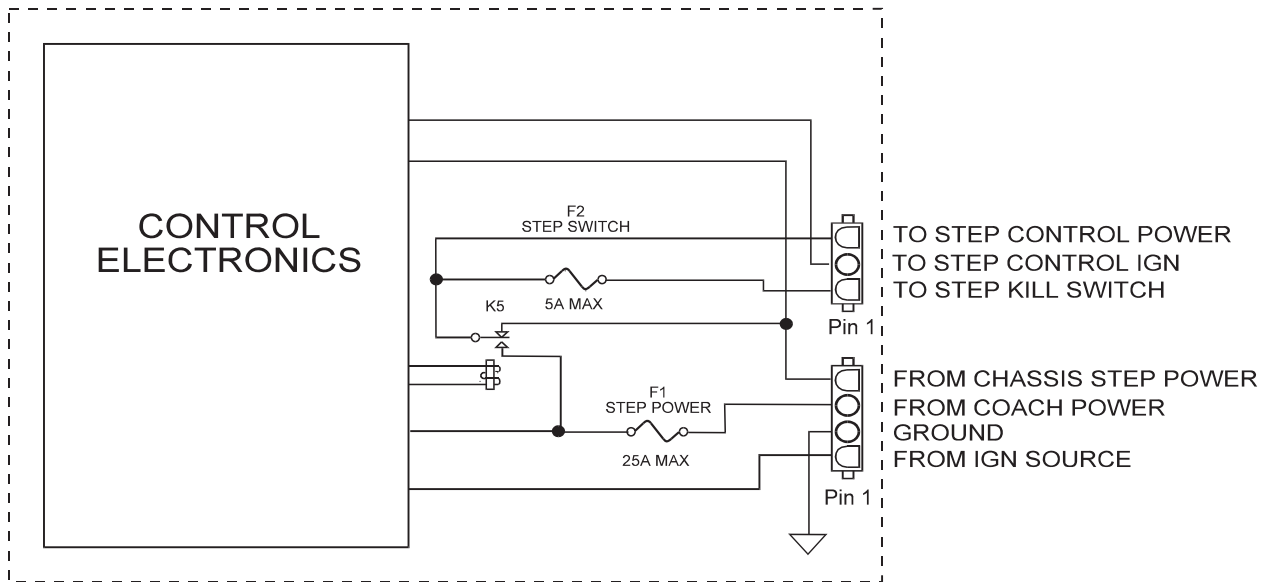 CONTROL
ELECTRONICS
F2
STEP SWITCH
5A MAX
K5
F1
STEP POWER
25A MAX
TO STEP CONTROL POWER
TO STEP CONTROL IGN
TO STEP KILL SWITCH
Pin 1
FROM CHASSIS STEP POWER
FROM COACH POWER
GROUND
FROM IGN SOURCE
Pin 1